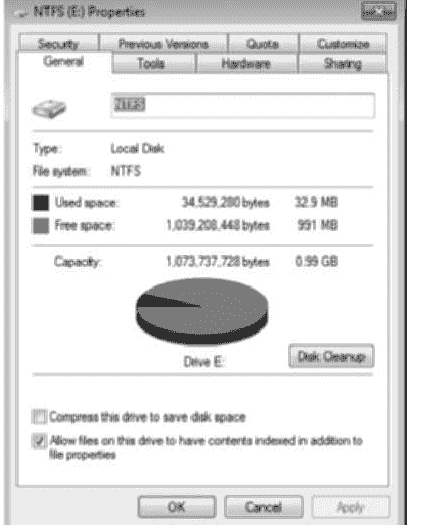 NTFS (E:) Properties
Security Previous Versions Quota Customize
General Tools Hardware Sharing
NTFS
Type: Local Disk
File system: NTFS
Used space: 34,529,280 bytes 32.9 MB
Free space: 1,039,208,448 bytes 991 MB
Capacity: 1,073,737,728 bytes 0.99 GB
Drive E:
Disk Cleanup
Compress this drive to save disk space
Allow files on this drive to have contents indexed in addition to
file properties
OK Cancel Apply